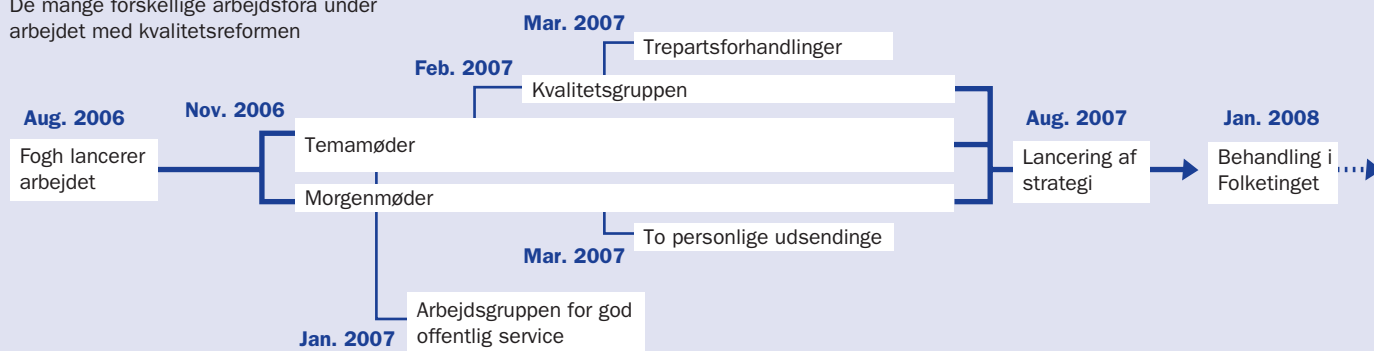 De mange forskellige arbejdsfora under
arbejdet med kvalitetsreformen
Mar. 2007
Trepartsforhandlinger
Feb. 2007
Kvalitetsgruppen
Nov. 2006
Aug. 2006
Fogh lancerer
arbejdet
Temamøder
Morgenmøder
Aug. 2007
Lancering af
strategi
Jan. 2008
Behandling i
Folketinget
To personlige udsendinge
Mar. 2007
Arbejdsgruppen for god
offentlig service
Jan. 2007